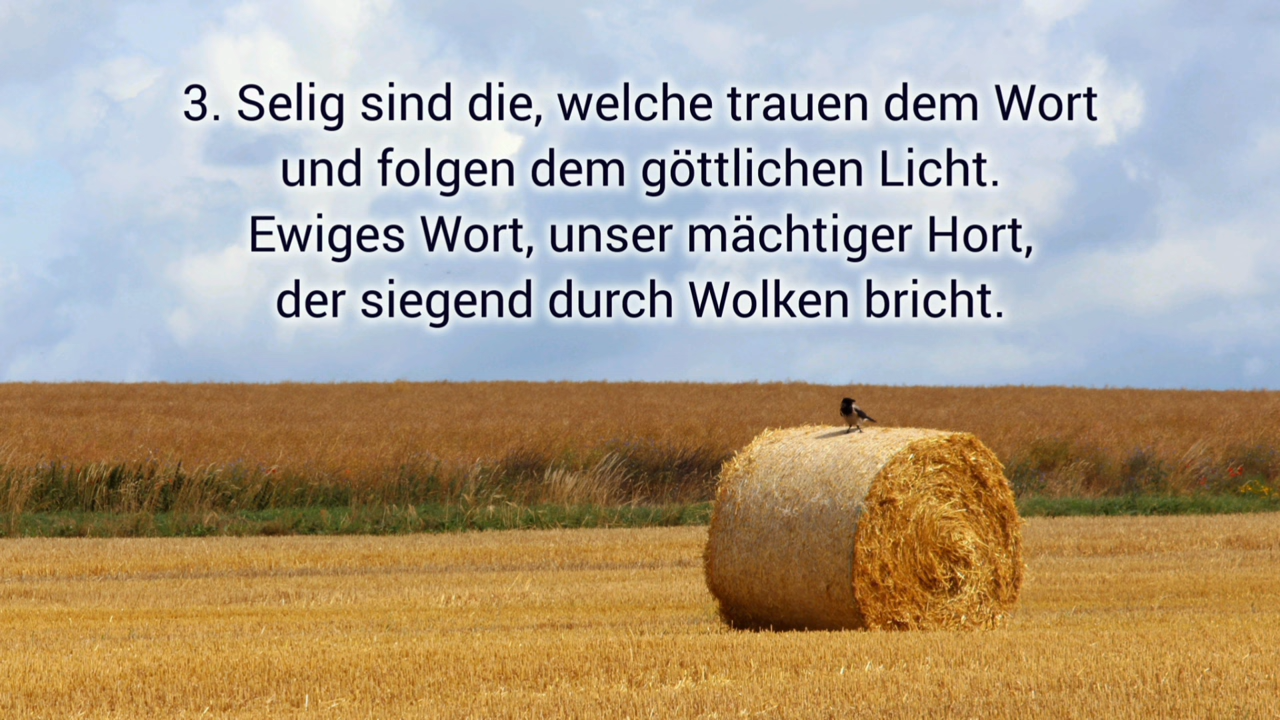 3. Selig sind die, welche trauen dem Wort
und folgen dem göttlichen Licht.
Ewiges Wort, unser mächtiger Hort,
der siegend durch Wolken bricht.